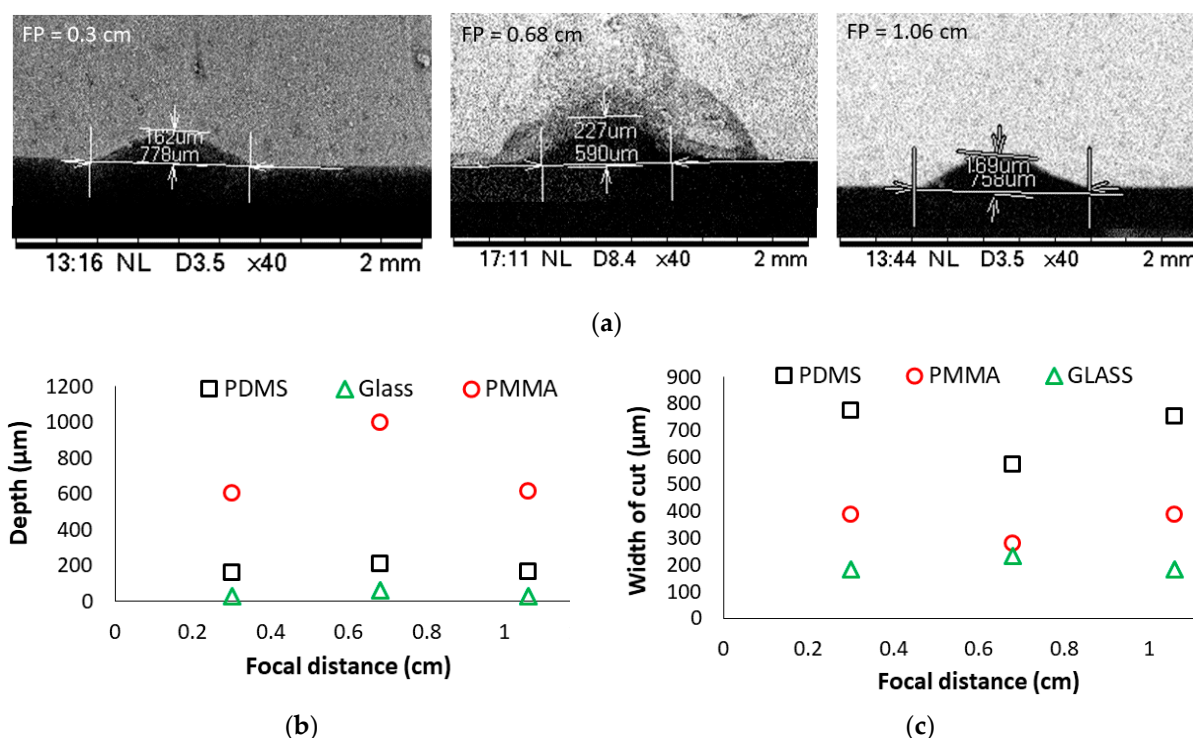 FP = 0.3 cm
162um
778um
13:16 NL D3.5 x40 2 mm
FP = 0.68 cm
227um
590um
17:11 NL D8.4 x40 2 mm
FP = 1.06 cm
169um
758um
13:44 NL D3.5 x40 2 mm
(a)
PDMS Glass PMMA
Depth (μm)
1200
1000
800
600
400
200
0
0 0.2 0.4 0.6 0.8 1
Focal distance (cm)
(b)
PDMS PMMA GLASS
Width of cut (μm)
900
800
700
600
500
400
300
200
100
0
0 0.2 0.4 0.6 0.8 1
Focal distance (cm)
(c)